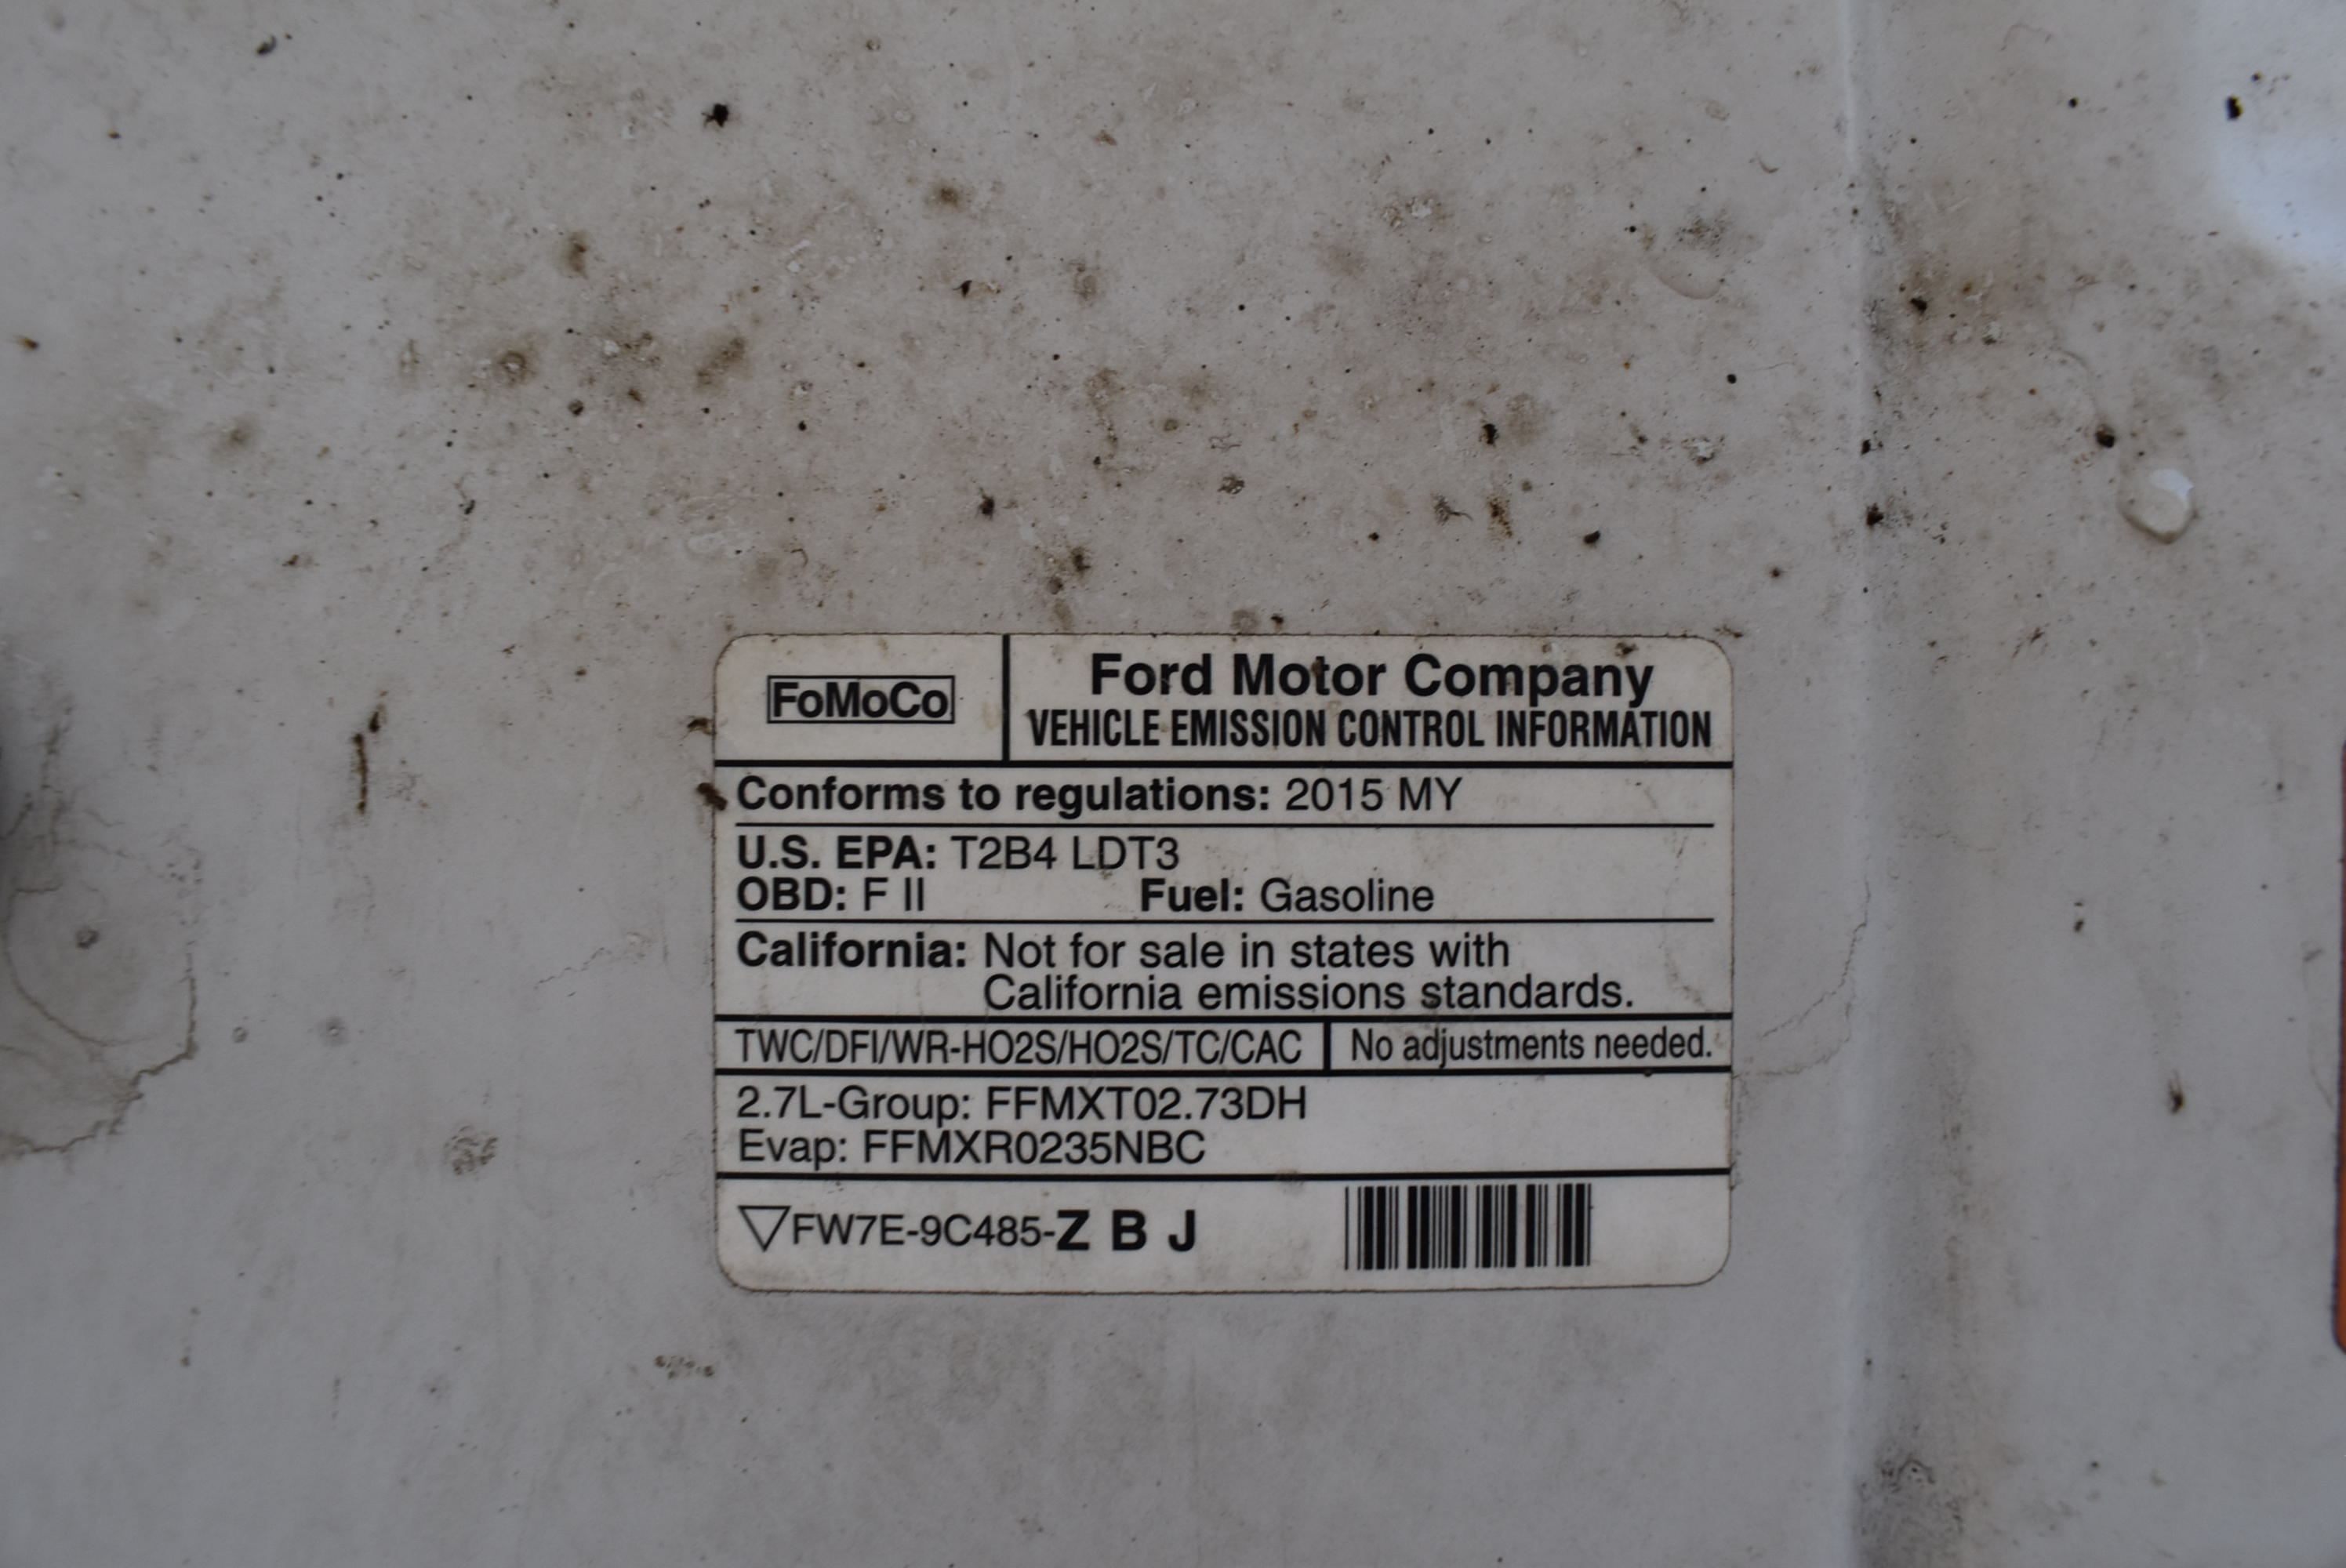 FoMoCo
Ford Motor Company
VEHICLE EMISSION CONTROL INFORMATION
Conforms to regulations: 2015 MY
U.S. EPA: T2B4 LDT3
OBD: F II Fuel: Gasoline
California: Not for sale in states with
California emissions standards.
TWC/DFI/WR-HO2S/HO2S/TC/CAC No adjustments needed.
2.7L-Group: FFMXT02.73DH
Evap: FFMXR0235NBC
FW7E-9C485-Z B J